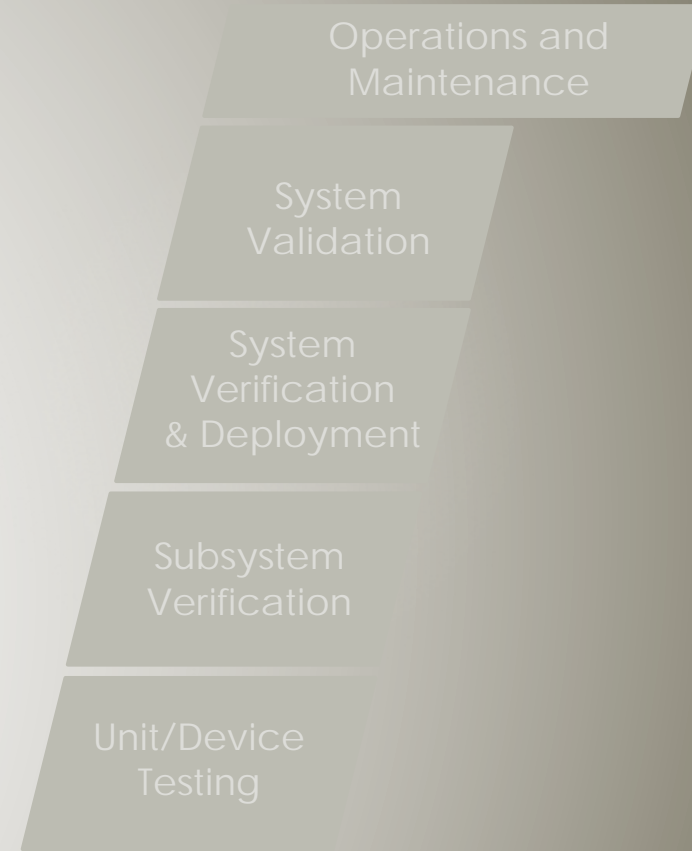 Operations and
Maintenance
System
Validation
System
Verification
& Deployment
Subsystem
Verification
Unit/Device
Testing